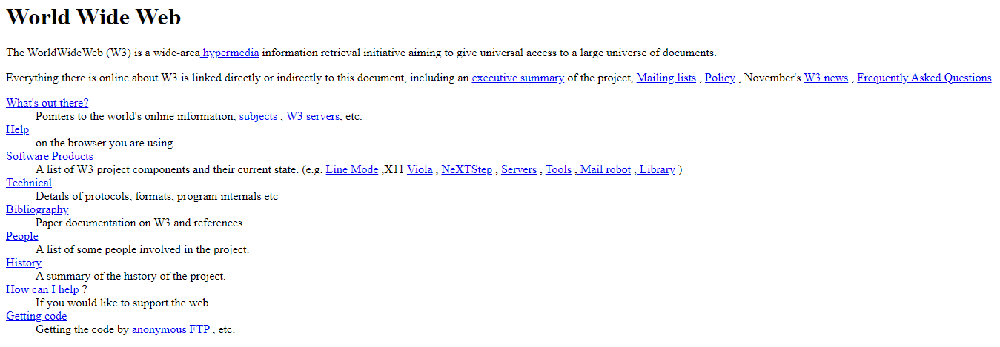 World Wide Web
The WorldWideWeb (W3) is a wide-area hypermedia information retrieval initiative aiming to give universal access to a large universe of documents.
Everything there is online about W3 is linked directly or indirectly to this document, including an executive summary of the project, Mailing lists , Policy , November's W3 news , Frequently Asked Questions .
What's out there?
Pointers to the world's online information, subjects , W3 servers, etc.
Help
on the browser you are using
Software Products
A list of W3 project components and their current state. (e.g. Line Mode ,X11 Viola , NeXTStep , Servers , Tools , Mail robot , Library )
Technical
Details of protocols, formats, program internals etc
Bibliography
Paper documentation on W3 and references.
People
A list of some people involved in the project.
History
A summary of the history of the project.
How can I help ?
If you would like to support the web..
Getting code
Getting the code by anonymous FTP , etc.